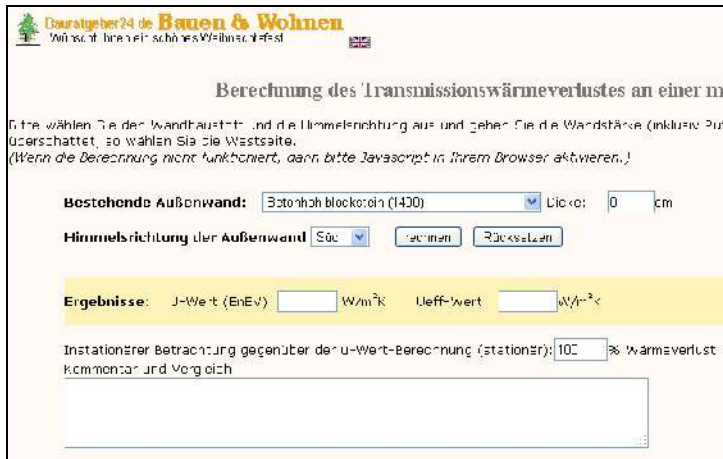 Bauratgeber24.de Bauen & Wohnen
Wünscht Ihnen ein schönes Weihnachtsfest
Berechnung des Transmissionswärmeverlustes an einer m
Bitte wählen Sie den Wandbaustoff und die Himmelsrichtung aus und geben Sie die Wandstärke (inklusiv Put
überschattet, so wählen Sie die Westseite.
(Wenn die Berechnung nicht funktioniert, dann bitte Javascript in Ihrem Browser aktivieren.)
Bestehende Außenwand: Betonhohlblockstein (1400) Dicke: 0 cm
Himmelsrichtung der Außenwand Süd rechnen Rücksetzen
Ergebnisse: U-Wert (EnEV) W/m²K Ueff-Wert W/m²K
Instationärer Betrachtung gegenüber der u-Wert-Berechnung (stationär): 100 % Wärmeverlust
Kommentar und Vergleich